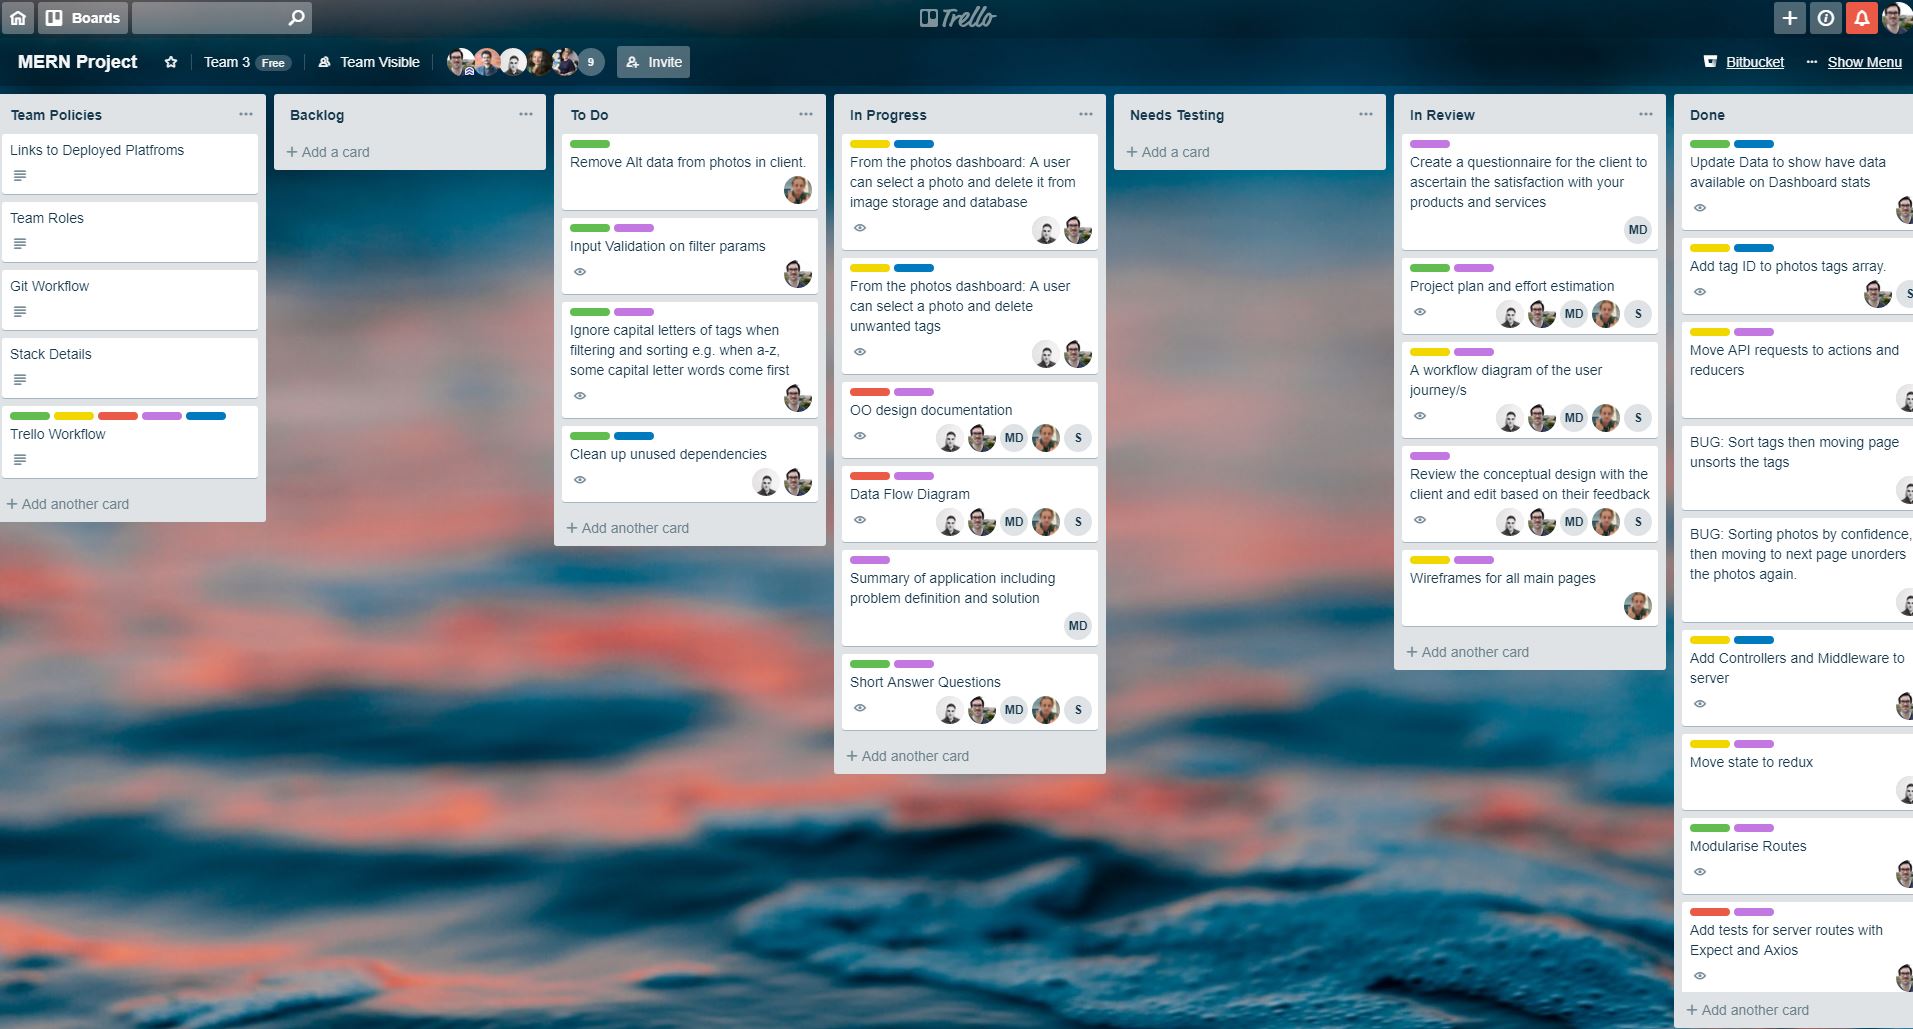 Boards
Trello
MERN Project
Team 3 Free
Team Visible
9
Invite
Bitbucket
Show Menu
Team Policies
Links to Deployed Platfroms
Team Roles
Git Workflow
Stack Details
Trello Workflow
+ Add another card
Backlog
+ Add a card
To Do
Remove Alt data from photos in client.
Input Validation on filter params
Ignore capital letters of tags when
filtering and sorting e.g. when a-z,
some capital letter words come first
Clean up unused dependencies
+ Add another card
In Progress
From the photos dashboard: A user
can select a photo and delete it from
image storage and database
From the photos dashboard: A user
can select a photo and delete
unwanted tags
OO design documentation
MD S
Data Flow Diagram
MD S
Summary of application including
problem definition and solution
MD
Short Answer Questions
MD S
+ Add another card
Needs Testing
+ Add a card
In Review
Create a questionnaire for the client to
ascertain the satisfaction with your
products and services
MD
Project plan and effort estimation
MD S
A workflow diagram of the user
journey/s
MD S
Review the conceptual design with the
client and edit based on their feedback
MD S
Wireframes for all main pages
+ Add another card
Done
Update Data to show have data
available on Dashboard stats
Add tag ID to photos tags array.
S
Move API requests to actions and
reducers
BUG: Sort tags then moving page
unsorts the tags
BUG: Sorting photos by confidence,
then moving to next page unorders
the photos again.
Add Controllers and Middleware to
server
Move state to redux
Modularise Routes
Add tests for server routes with
Expect and Axios
+ Add another card